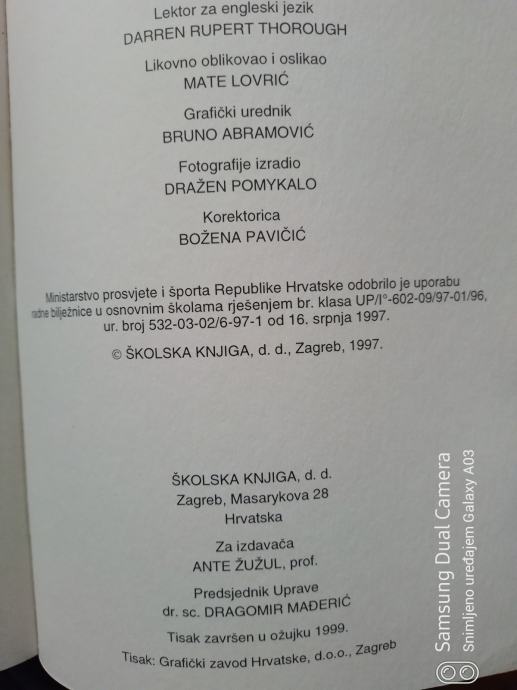 Lektor za engleski jezik
DARREN RUPERT THOROUGH
Likovno oblikovao i oslikao
MATE LOVRIĆ
Grafički urednik
BRUNO ABRAMOVIĆ
Fotografije izradio
DRAŽEN POMYKALO
Korektorica
BOŽENA PAVIČIĆ
Ministarstvo prosvjete i športa Republike Hrvatske odobrilo je uporabu
radne bilježnice u osnovnim školama rješenjem br. klasa UP/I°-602-09/97-01/96,
ur. broj 532-03-02/6-97-1 od 16. srpnja 1997.
© ŠKOLSKA KNJIGA, d. d., Zagreb, 1997.
ŠKOLSKA KNJIGA, d. d.
Zagreb, Masarykova 28
Hrvatska
Za izdavača
ANTE ŽUŽUL, prof.
Predsjednik Uprave
dr. sc. DRAGOMIR MAĐERIĆ
Tisak završen u ožujku 1999.
Tisak: Grafički zavod Hrvatske, d.o.o., Zagreb
Samsung Dual Camera
Snimljeno uređajem Galaxy A03